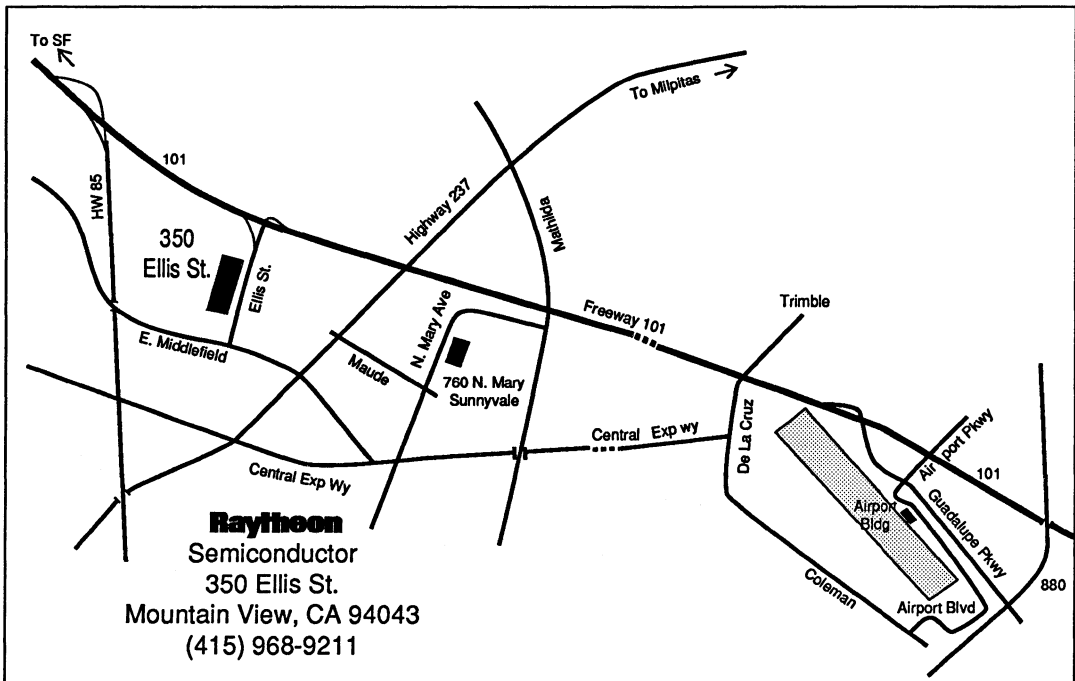 To SF
To Milpitas
101
HW 85
Highway 237
Mathilda
350
Ellis St.
Ellis St.
N. Mary Ave
Freeway 101
Trimble
E. Middlefield
Maude
760 N. Mary
Sunnyvale
Central Exp wy
De La Cruz
Air port Pkwy
101
Central Exp Wy
Airport
Bldg
Guadalupe Pkwy
Raytheon
Semiconductor
350 Ellis St.
Mountain View, CA 94043
(415) 968-9211
Coleman
Airport Blvd
880